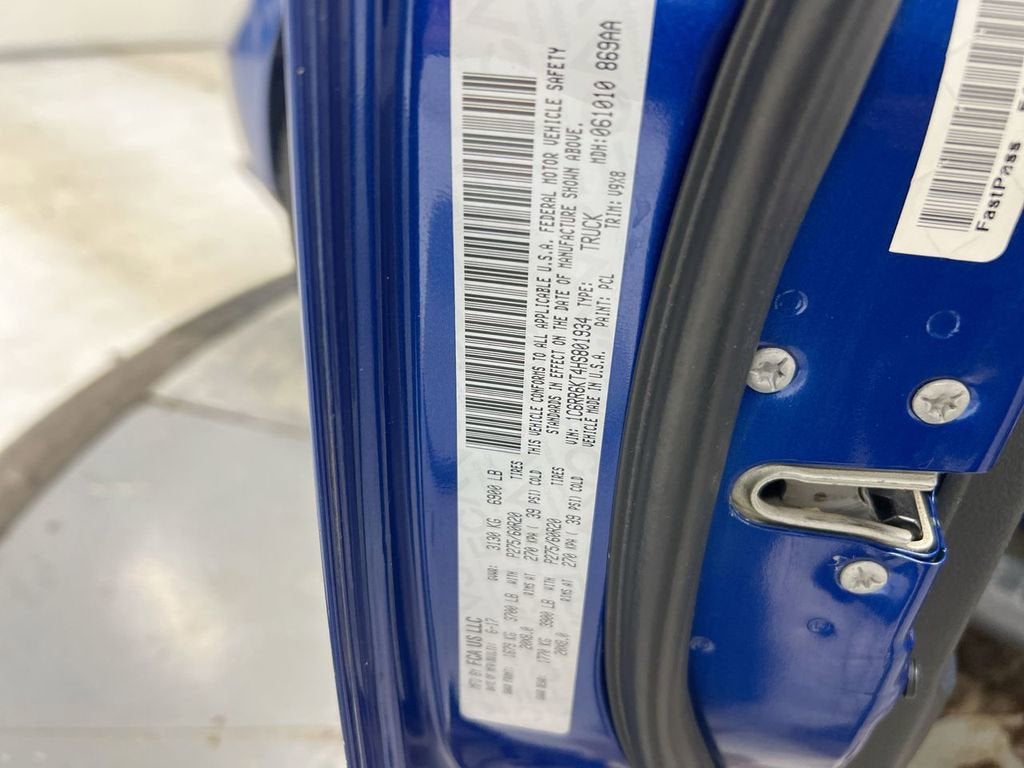 MFD BY FCA US LLC
DATE OF MFR(MODL01) 6-17 GVWR: 3130 KG 6900 LB
GAWR FRONT: 1679 KG 3700 LB WITH P275/60R20 TIRES
20X8.0 RIMS AT 270 KPA ( 39 PSI) COLD
GAWR REAR: 1770 KG 3900 LB WITH P275/60R20 TIRES
20X8.0 RIMS AT 270 KPA ( 39 PSI) COLD
THIS VEHICLE CONFORMS TO ALL APPLICABLE U.S.A. FEDERAL MOTOR VEHICLE SAFETY
STANDARDS IN EFFECT ON THE DATE OF MANUFACTURE SHOWN ABOVE.
VIN: 1C6RR6KT4HS801934 TYPE: TRUCK MDH:061010 869AA
VEHICLE MADE IN U.S.A. PAINT: PCL TRIM: V9X8
FastPass